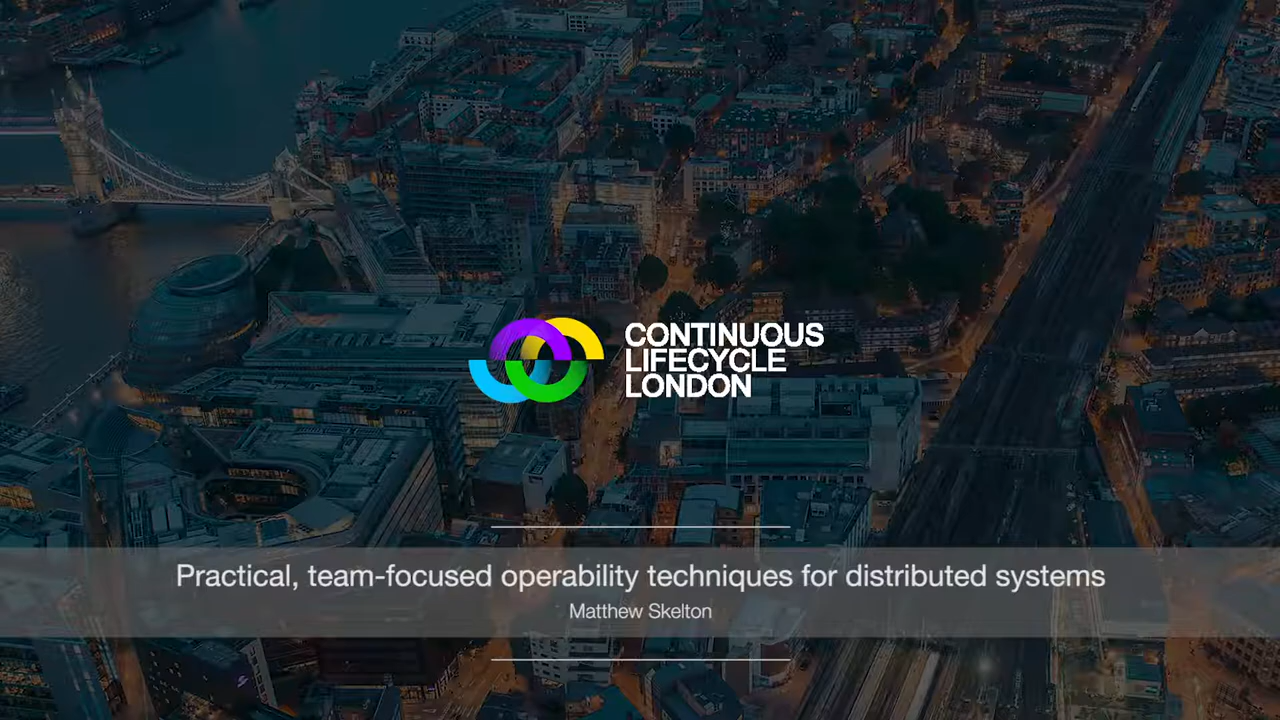 CONTINUOUS
LIFECYCLE
LONDON
Practical, team-focused operability techniques for distributed systems
Matthew Skelton